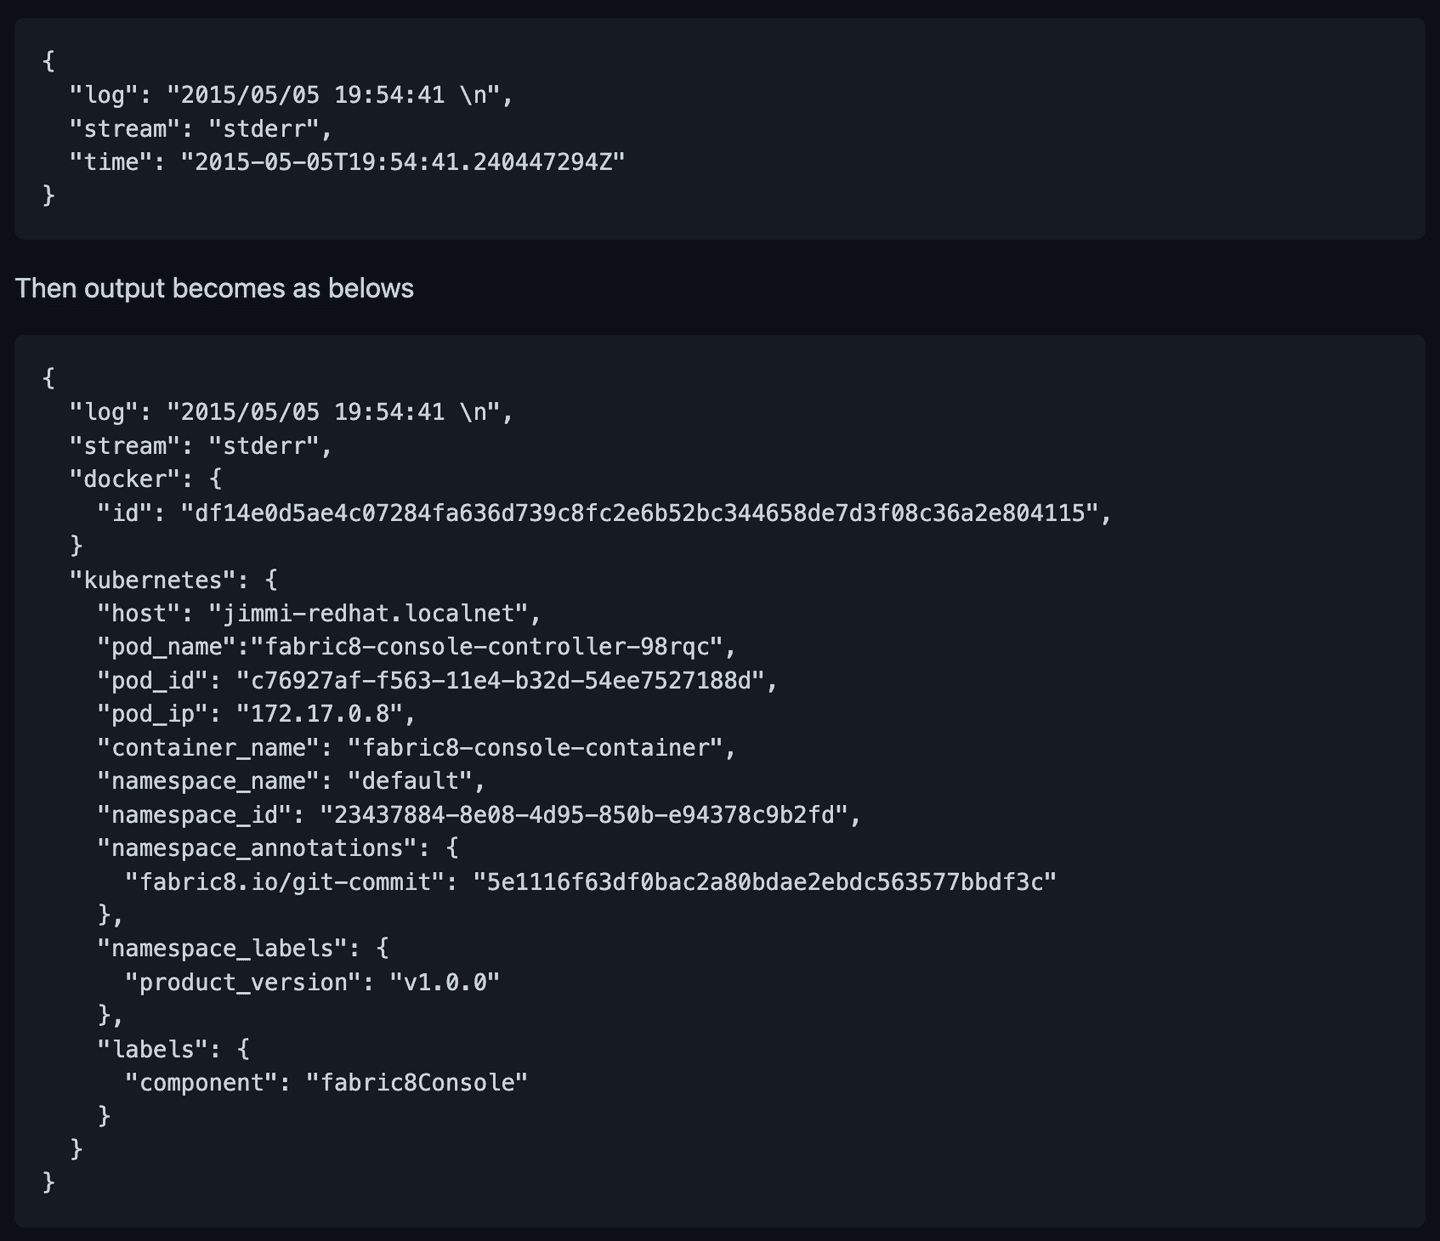 {
  "log": "2015/05/05 19:54:41 \n",
  "stream": "stderr",
  "time": "2015-05-05T19:54:41.240447294Z"
}
Then output becomes as belows
{
  "log": "2015/05/05 19:54:41 \n",
  "stream": "stderr",
  "docker": {
    "id": "df14e0d5ae4c07284fa636d739c8fc2e6b52bc344658de7d3f08c36a2e804115",
  }
  "kubernetes": {
    "host": "jimmi-redhat.localnet",
    "pod_name":"fabric8-console-controller-98rqc",
    "pod_id": "c76927af-f563-11e4-b32d-54ee7527188d",
    "pod_ip": "172.17.0.8",
    "container_name": "fabric8-console-container",
    "namespace_name": "default",
    "namespace_id": "23437884-8e08-4d95-850b-e94378c9b2fd",
    "namespace_annotations": {
      "fabric8.io/git-commit": "5e1116f63df0bac2a80bdae2ebdc563577bbdf3c"
    },
    "namespace_labels": {
      "product_version": "v1.0.0"
    },
    "labels": {
      "component": "fabric8Console"
    }
  }
}